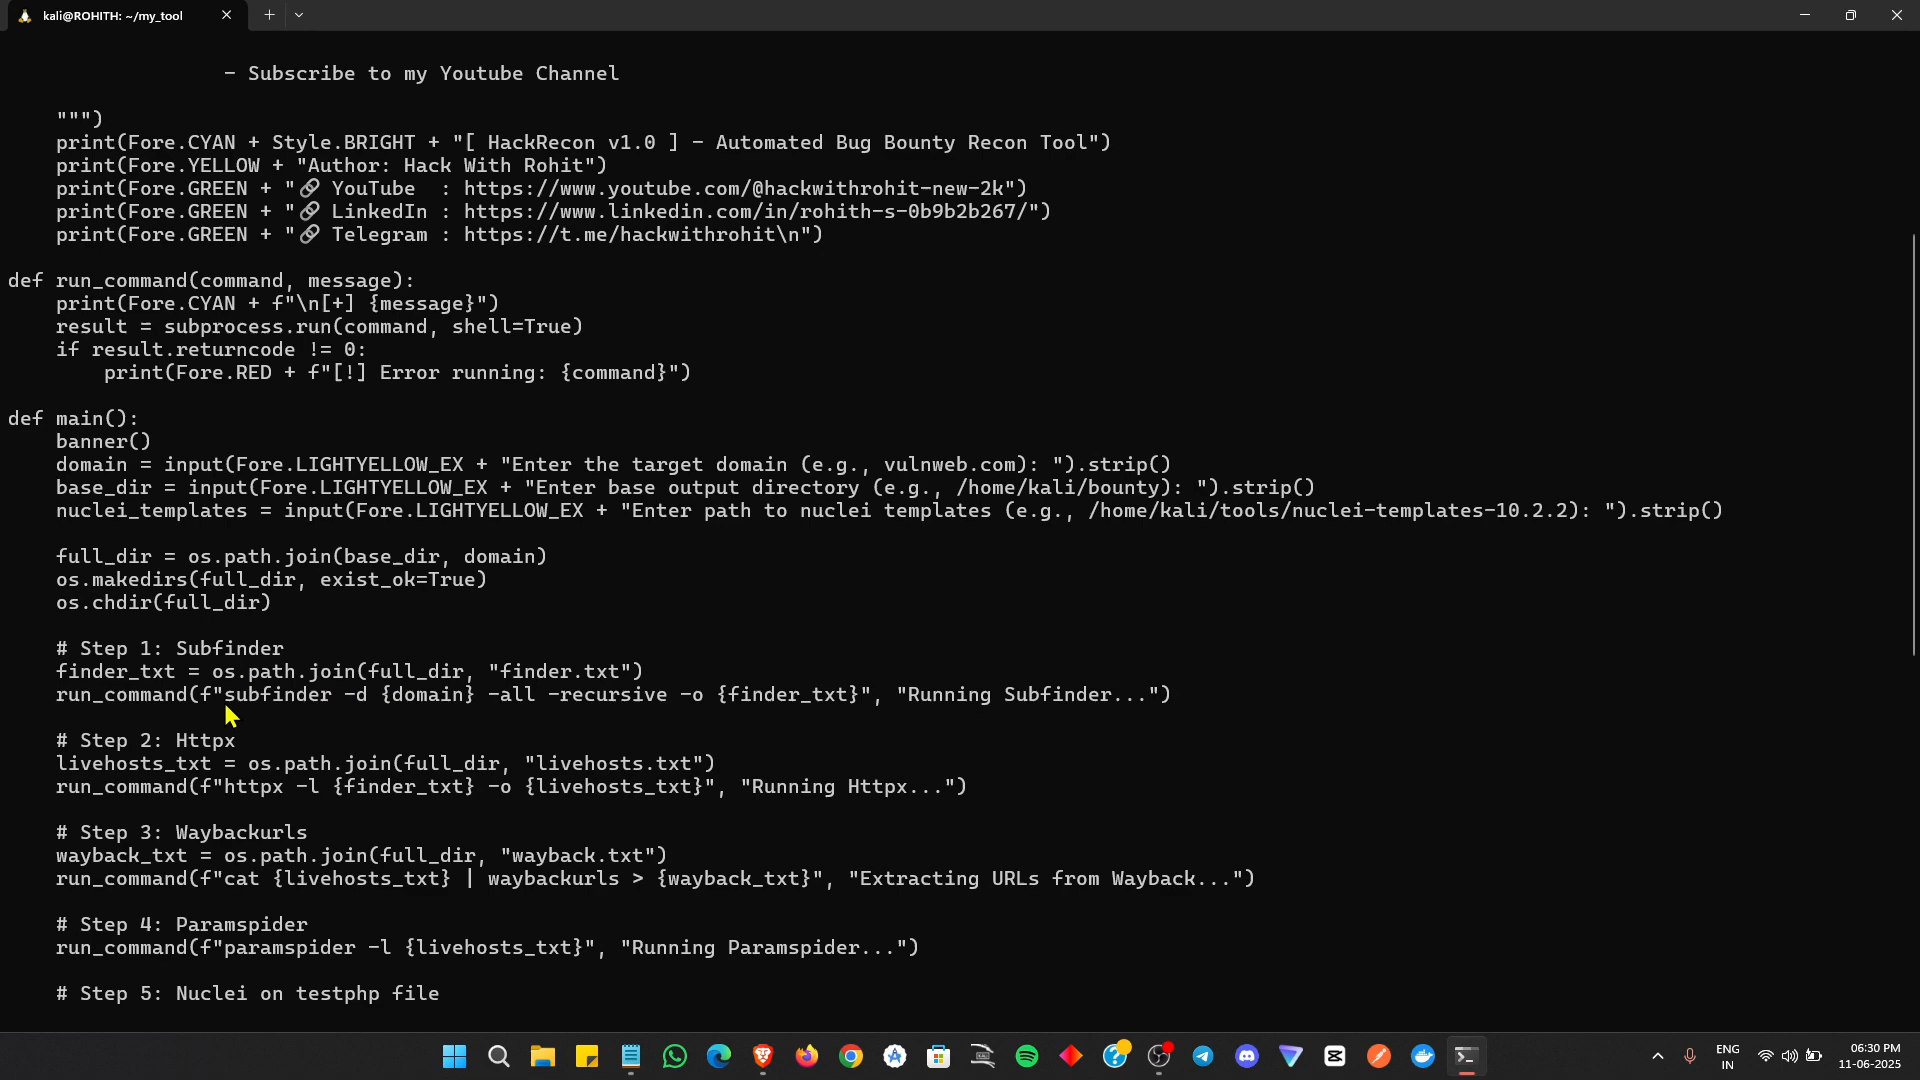 kali@ROHITH: ~/my_tool
- Subscribe to my Youtube Channel
""")
print(Fore.CYAN + Style.BRIGHT + "[ HackRecon v1.0 ] - Automated Bug Bounty Recon Tool")
print(Fore.YELLOW + "Author: Hack With Rohit")
print(Fore.GREEN + "🔗 YouTube  : https://www.youtube.com/@hackwithrohit-new-2k")
print(Fore.GREEN + "🔗 LinkedIn : https://www.linkedin.com/in/rohith-s-0b9b2b267/")
print(Fore.GREEN + "🔗 Telegram : https://t.me/hackwithrohit\n")
def run_command(command, message):
print(Fore.CYAN + f"\n[+] {message}")
result = subprocess.run(command, shell=True)
if result.returncode != 0:
print(Fore.RED + f"[!] Error running: {command}")
def main():
banner()
domain = input(Fore.LIGHTYELLOW_EX + "Enter the target domain (e.g., vulnweb.com): ").strip()
base_dir = input(Fore.LIGHTYELLOW_EX + "Enter base output directory (e.g., /home/kali/bounty): ").strip()
nuclei_templates = input(Fore.LIGHTYELLOW_EX + "Enter path to nuclei templates (e.g., /home/kali/tools/nuclei-templates-10.2.2): ").strip()
full_dir = os.path.join(base_dir, domain)
os.makedirs(full_dir, exist_ok=True)
os.chdir(full_dir)
# Step 1: Subfinder
finder_txt = os.path.join(full_dir, "finder.txt")
run_command(f"subfinder -d {domain} -all -recursive -o {finder_txt}", "Running Subfinder...")
# Step 2: Httpx
livehosts_txt = os.path.join(full_dir, "livehosts.txt")
run_command(f"httpx -l {finder_txt} -o {livehosts_txt}", "Running Httpx...")
# Step 3: Waybackurls
wayback_txt = os.path.join(full_dir, "wayback.txt")
run_command(f"cat {livehosts_txt} | waybackurls > {wayback_txt}", "Extracting URLs from Wayback...")
# Step 4: Paramspider
run_command(f"paramspider -l {livehosts_txt}", "Running Paramspider...")
# Step 5: Nuclei on testphp file
ENG
IN
06:30 PM
11-06-2025